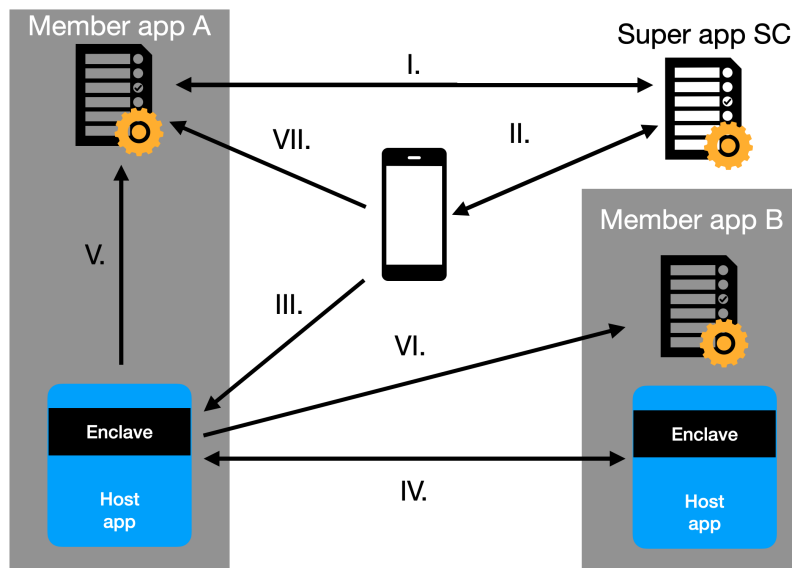 Member app A
Super app SC
I.
II.
VII.
Member app B
V.
III.
VI.
Enclave
Enclave
IV.
Host
app
Host
app